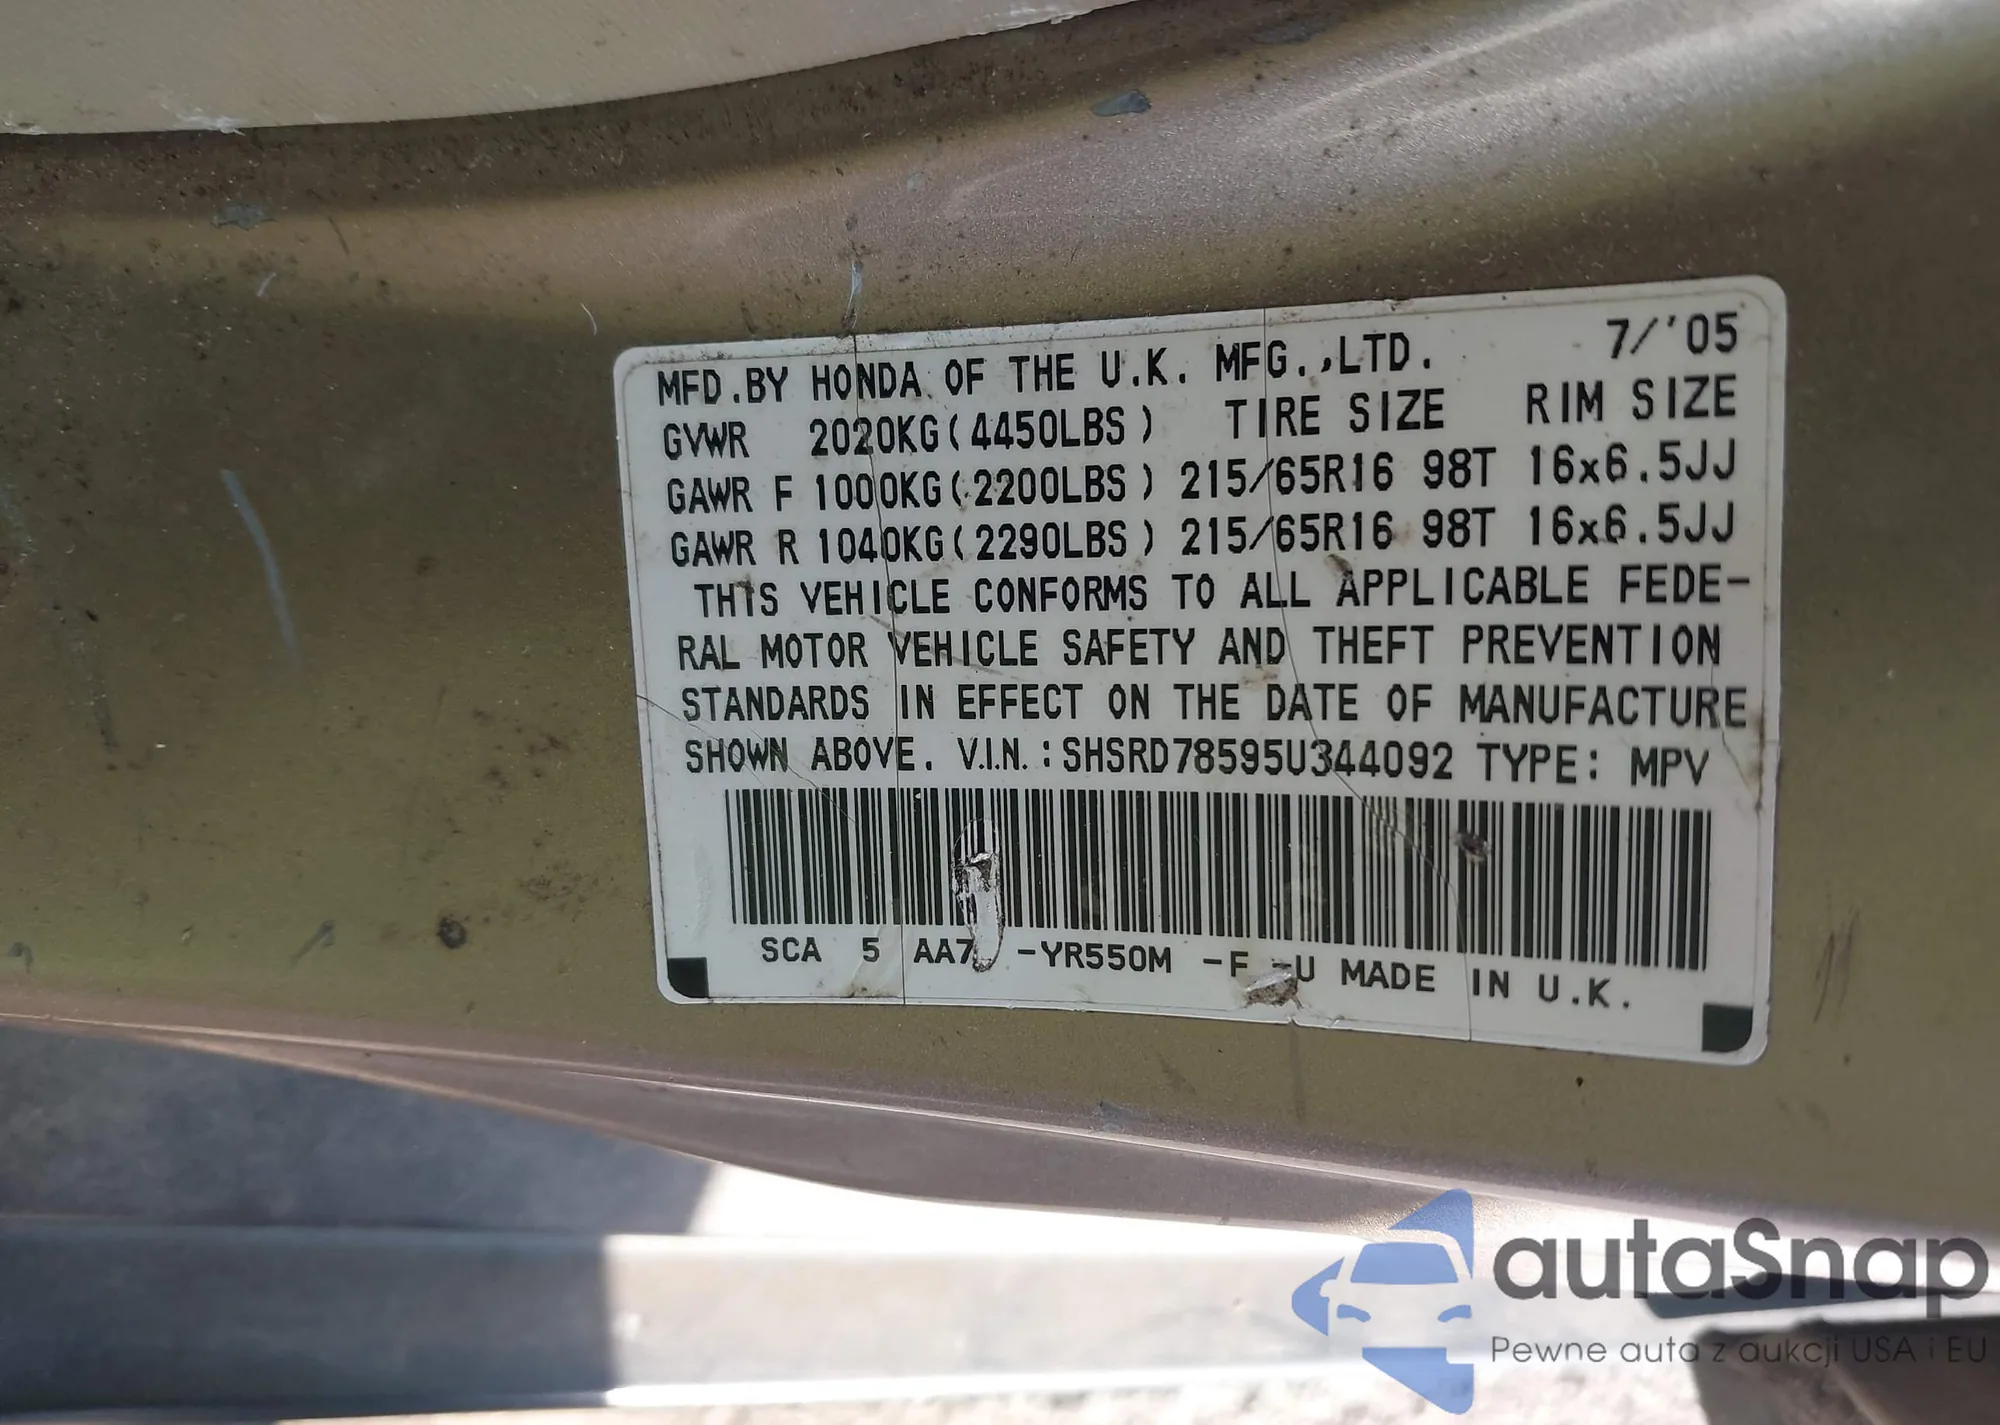 MFD.BY HONDA OF THE U.K. MFG.,LTD. 7/'05
GVWR 2020KG(4450LBS) TIRE SIZE RIM SIZE
GAWR F 1000KG(2200LBS) 215/65R16 98T 16x6.5JJ
GAWR R 1040KG(2290LBS) 215/65R16 98T 16x6.5JJ
THIS VEHICLE CONFORMS TO ALL APPLICABLE FEDE-
RAL MOTOR VEHICLE SAFETY AND THEFT PREVENTION
STANDARDS IN EFFECT ON THE DATE OF MANUFACTURE
SHOWN ABOVE. V.I.N.:SHSRD78595U344092 TYPE: MPV
SCA 5 AA7 -YR550M -F -U MADE IN U.K.
autaSnap
Pewne auta z aukcji USA i EU